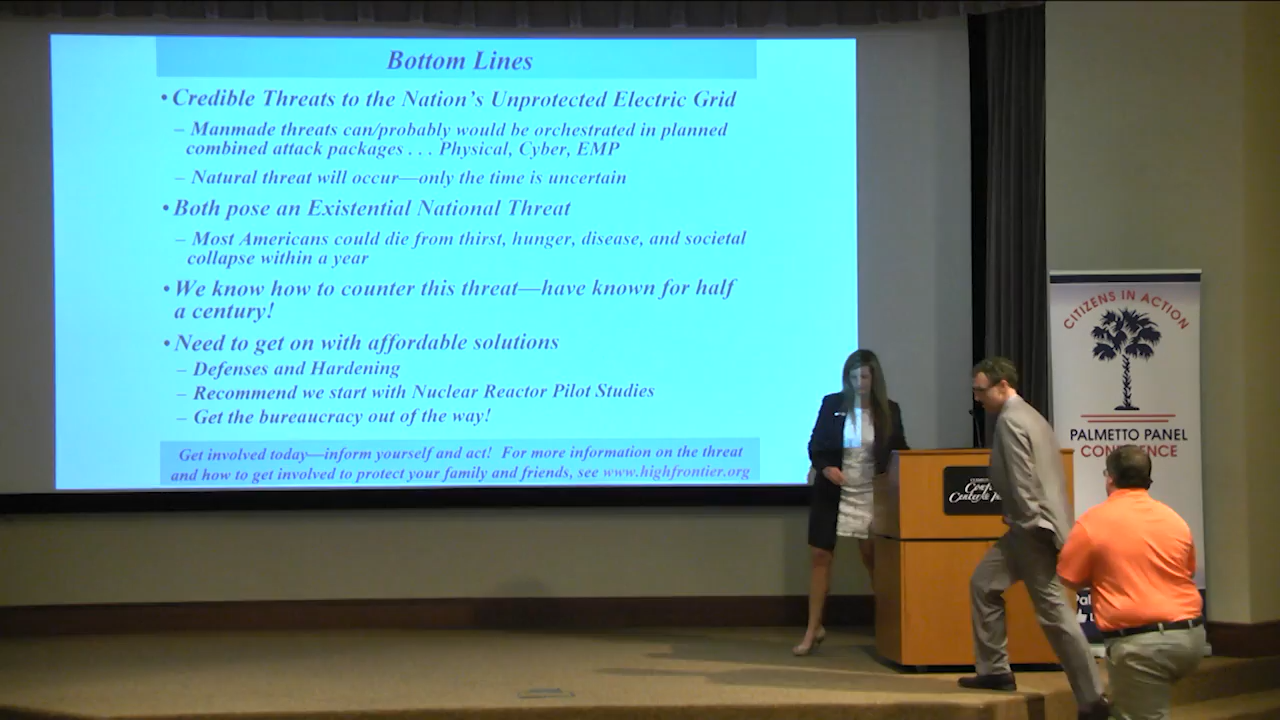 Bottom Lines
•Credible Threats to the Nation's Unprotected Electric Grid
– Manmade threats can/probably would be orchestrated in planned
combined attack packages . . . Physical, Cyber, EMP
– Natural threat will occur—only the time is uncertain
•Both pose an Existential National Threat
– Most Americans could die from thirst, hunger, disease, and societal
collapse within a year
•We know how to counter this threat—have known for half
a century!
•Need to get on with affordable solutions
– Defenses and Hardening
– Recommend we start with Nuclear Reactor Pilot Studies
– Get the bureaucracy out of the way!
Get involved today—inform yourself and act! For more information on the threat
and how to get involved to protect your family and friends, see www.highfrontier.org
CITIZENS IN ACTION
PALMETTO PANEL
CONFERENCE